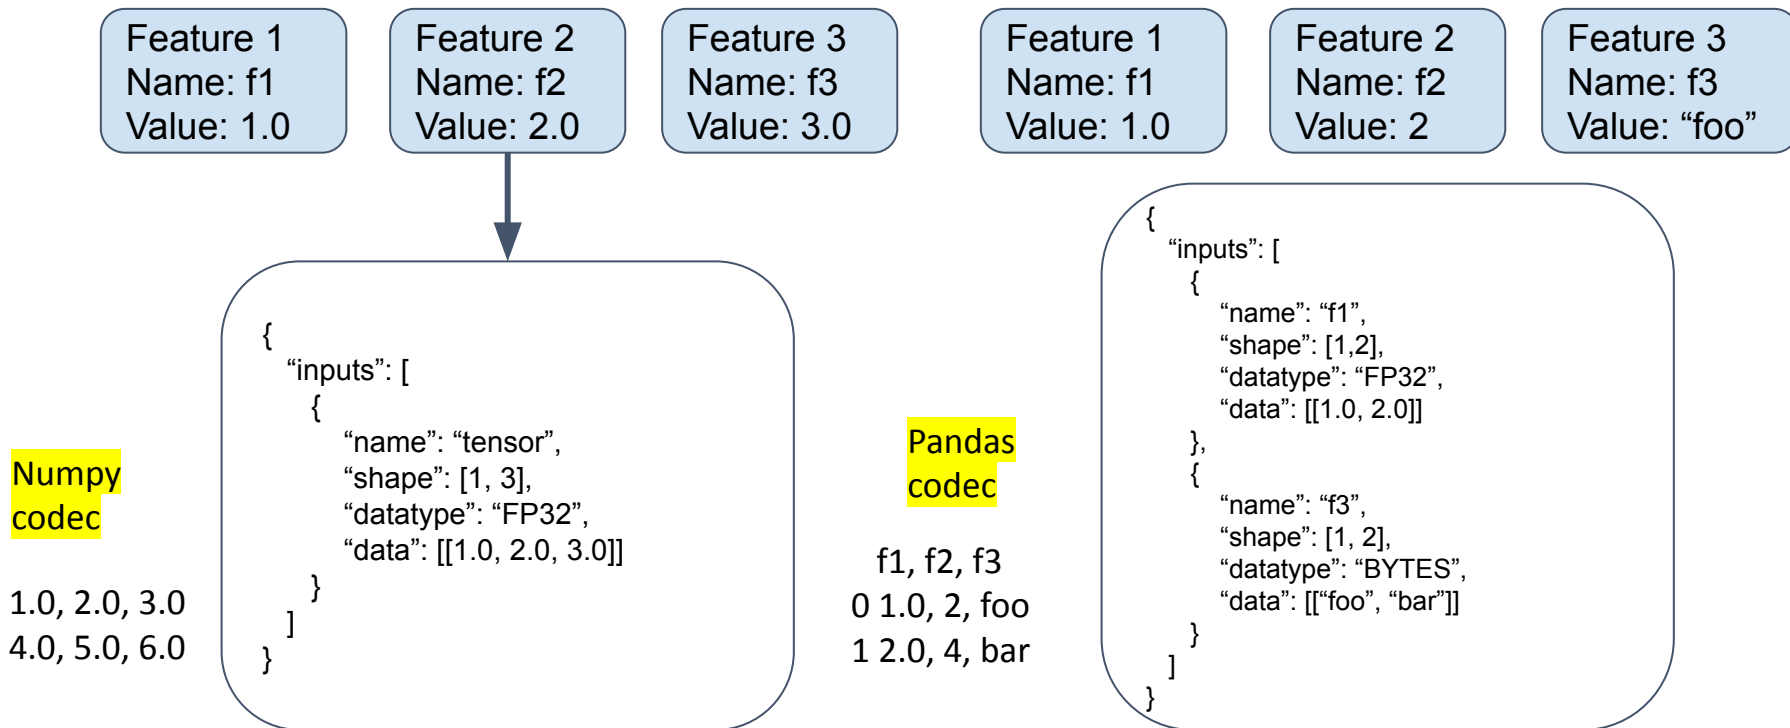 Feature 1
Name: f1
Value: 1.0
Feature 2
Name: f2
Value: 2.0
Feature 3
Name: f3
Value: 3.0
Feature 1
Name: f1
Value: 1.0
Feature 2
Name: f2
Value: 2
Feature 3
Name: f3
Value: “foo”
Numpy
codec
1.0, 2.0, 3.0
4.0, 5.0, 6.0
{
“inputs”: [
{
“name”: “tensor”,
“shape”: [1, 3],
“datatype”: “FP32”,
“data”: [[1.0, 2.0, 3.0]]
}
]
}
Pandas
codec
f1, f2, f3
0 1.0, 2, foo
1 2.0, 4, bar
{
“inputs”: [
{
“name”: “f1”,
“shape”: [1,2],
“datatype”: “FP32”,
“data”: [[1.0, 2.0]]
},
{
“name”: “f3”,
“shape”: [1, 2],
“datatype”: “BYTES”,
“data”: [[“foo”, “bar”]]
}
]
}